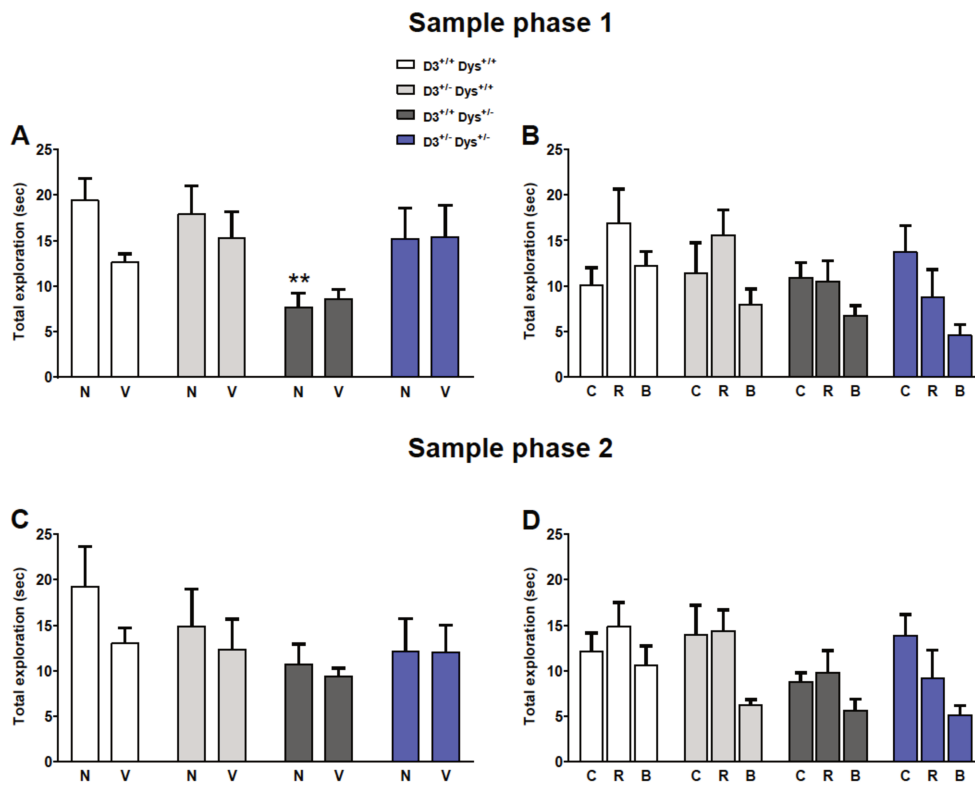 Sample phase 1
D3+/+ Dys+/+
D3+/- Dys+/+
D3+/+ Dys+/-
D3+/- Dys+/-
A
Total exploration (sec)
25
20
15
10
5
0
**
N V N V N V N V
B
Total exploration (sec)
25
20
15
10
5
0
C R B C R B C R B C R B
Sample phase 2
C
Total exploration (sec)
25
20
15
10
5
0
N V N V N V N V
D
Total exploration (sec)
25
20
15
10
5
0
C R B C R B C R B C R B